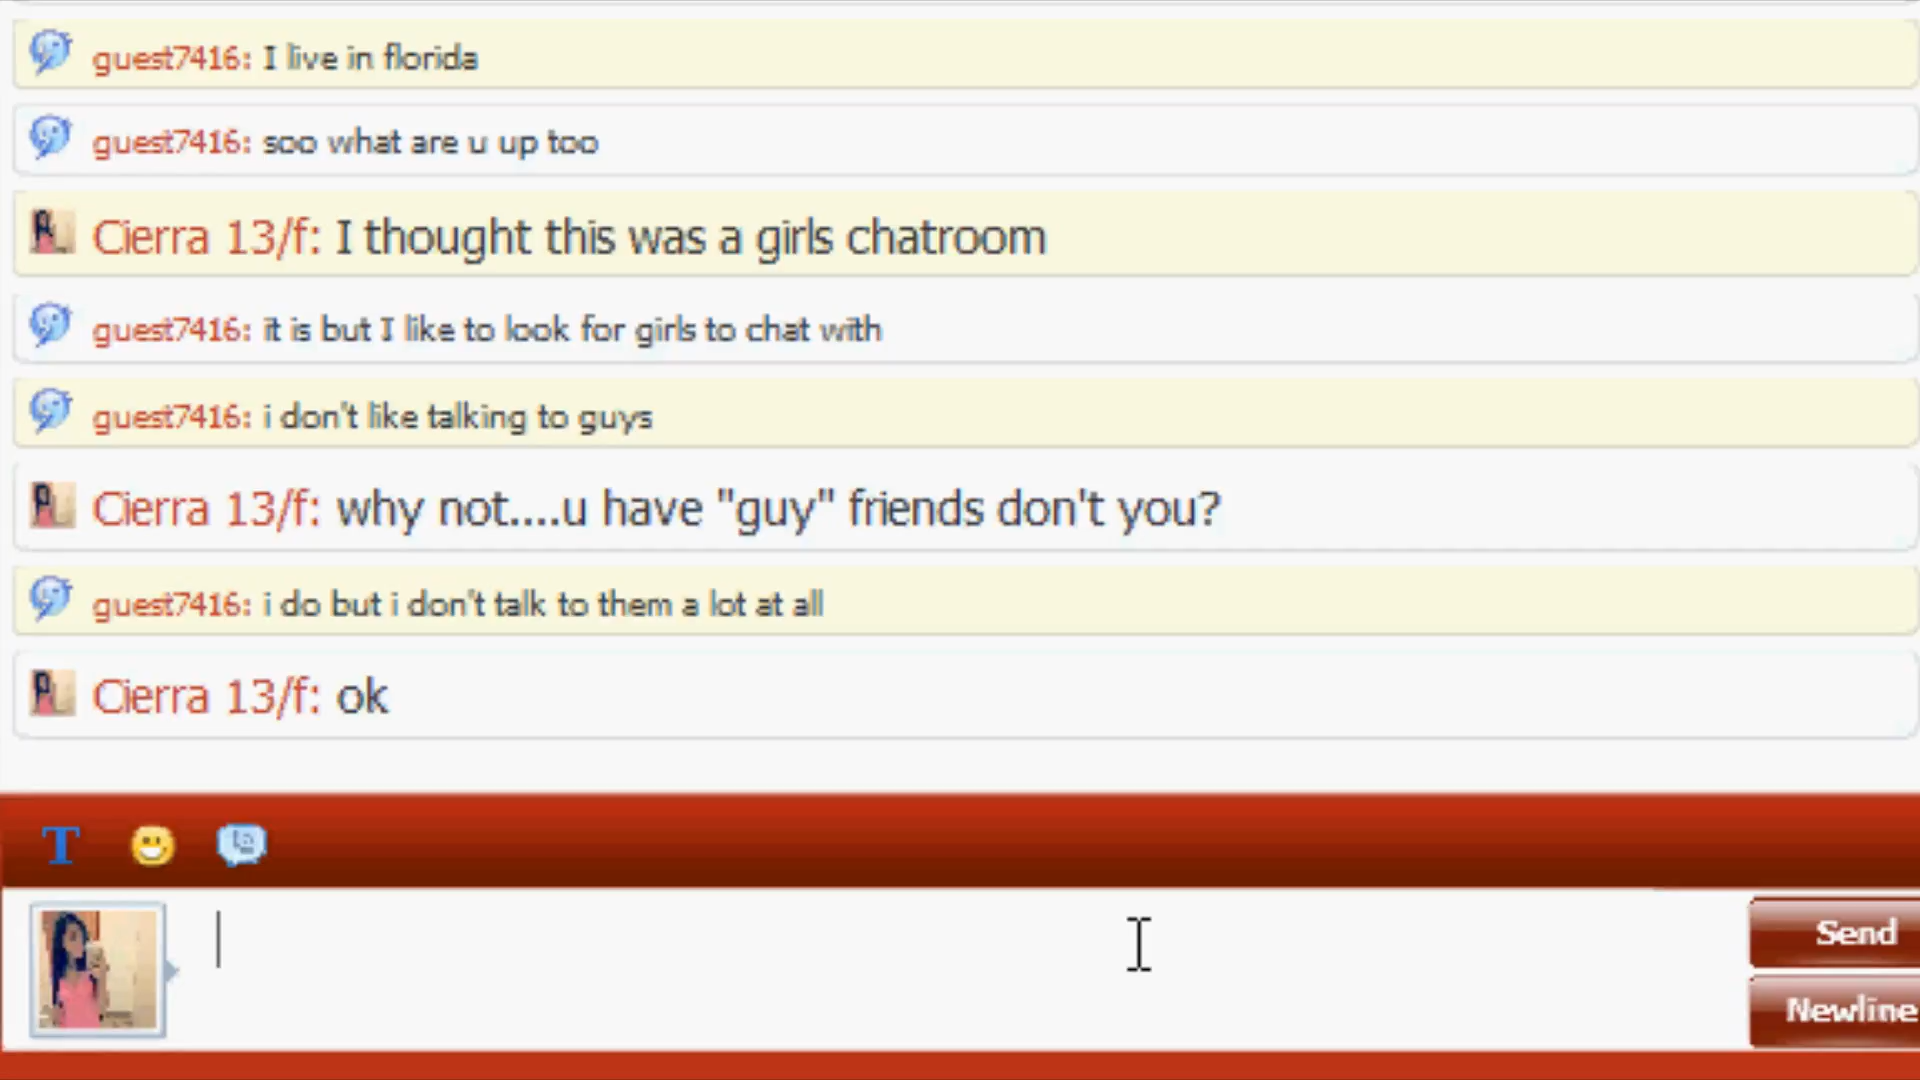 guest7416: I live in florida
guest7416: soo what are u up too
Cierra 13/f: I thought this was a girls chatroom
guest7416: it is but I like to look for girls to chat with
guest7416: i don't like talking to guys
Cierra 13/f: why not....u have "guy" friends don't you?
guest7416: i do but i don't talk to them a lot at all
Cierra 13/f: ok
T
Send
Newline